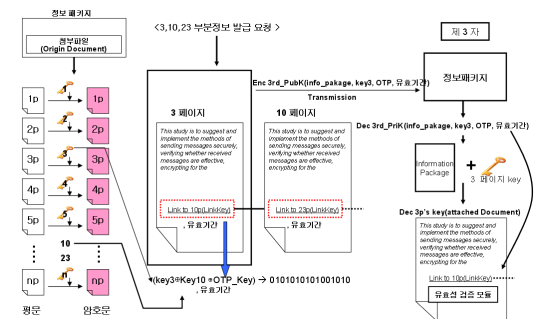 정보 패키지
첨부파일
(Origin Document)
1p
2p
3p
4p
5p
np
평문
1
2
3
4
5
10
23
n
1p
2p
3p
4p
5p
np
암호문
<3,10,23 부분정보 발급 요청 >
3 페이지
This study is to suggest and
implement the methods of
sending messages securely,
verifying whether received
messages are effective,
encrypting for the
Link to 10p(LinkKey)
, 유효기간
10 페이지
This study is to suggest and
implement the methods of
sending messages securely,
verifying whether received
messages are effective,
encrypting for the
Link to 23p(LinkKey)
, 유효기간
(key3⊕Key10 ⊕OTP_Key) → 0101010101001010
, 유효기간
Enc 3rd_PubK(info_pakage, key3, OTP, 유효기간)
Transmission
제 3 자
정보패키지
Dec 3rd_PriK(info_pakage, key3, OTP, 유효기간)
Information
Package
+
3 페이지 key
Dec 3p's key(attached Document)
This study is to suggest and
implement the methods of
sending messages securely,
verifying whether received
messages are effective,
encrypting for the
Link to 10p(LinkKey)
유효성 검증 모듈